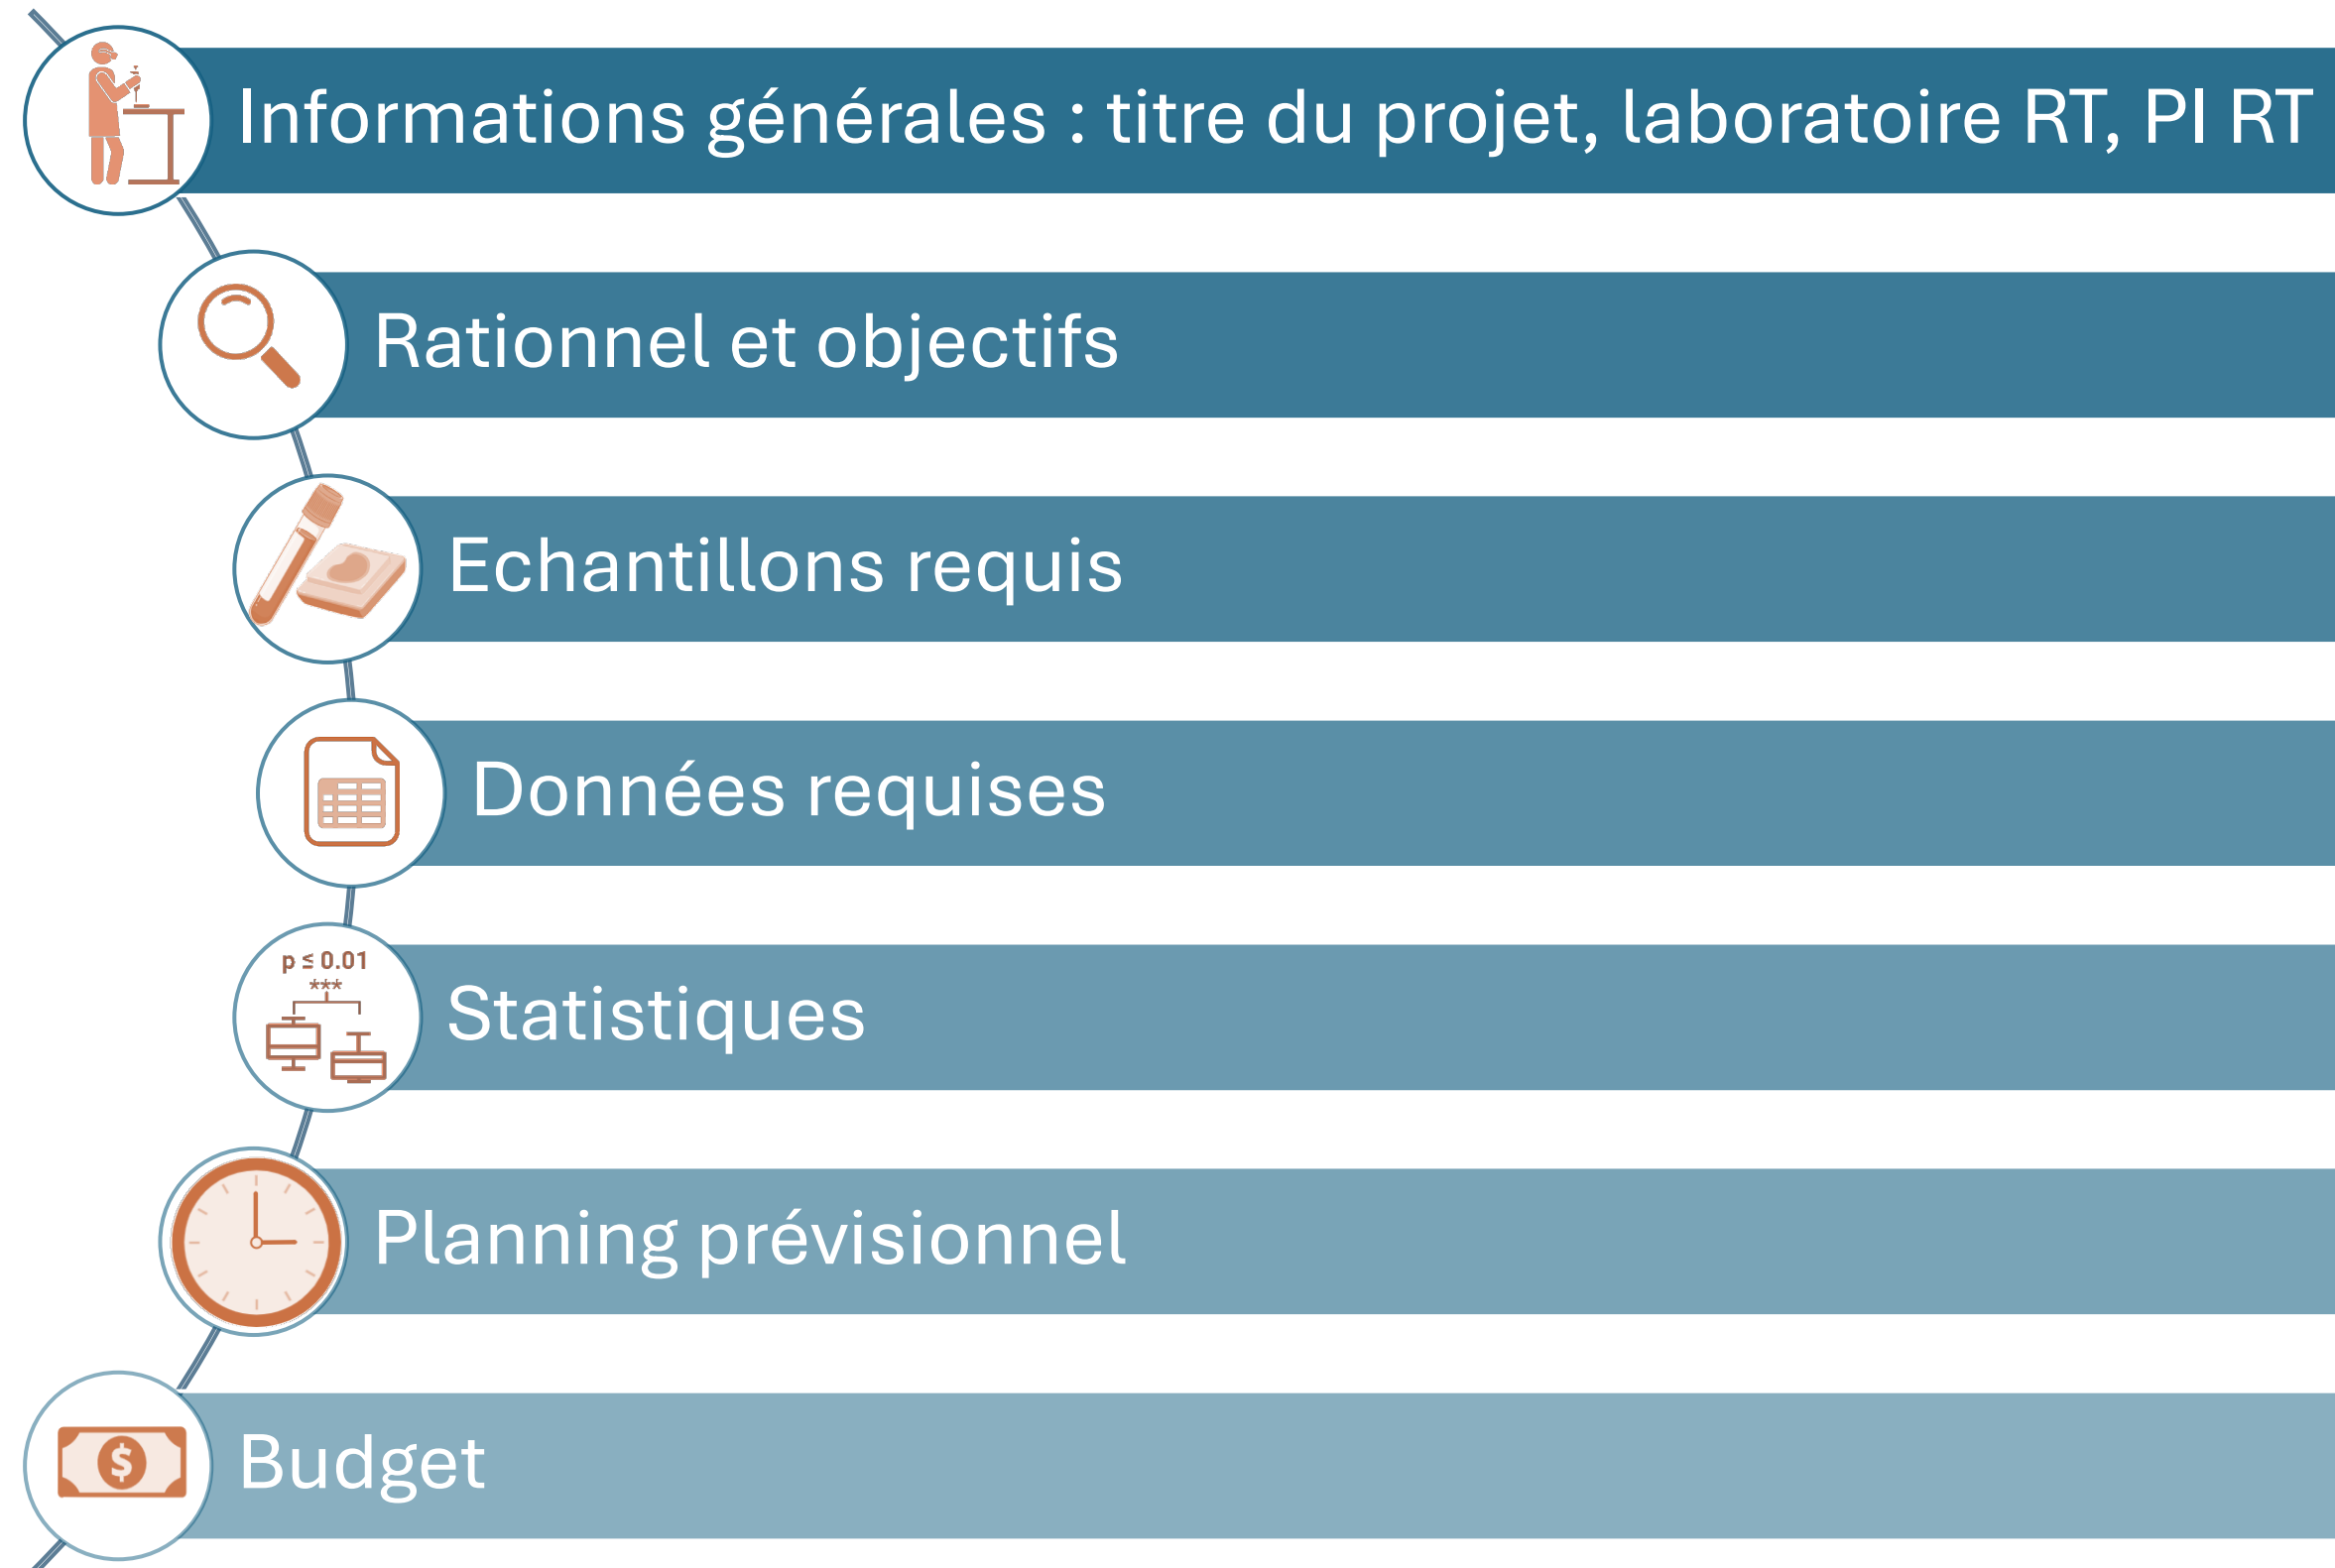 Informations générales : titre du projet, laboratoire RT, PI RT
Rationnel et objectifs
Echantillons requis
Données requises
p ≤ 0.01
***
Statistiques
Planning prévisionnel
$
Budget